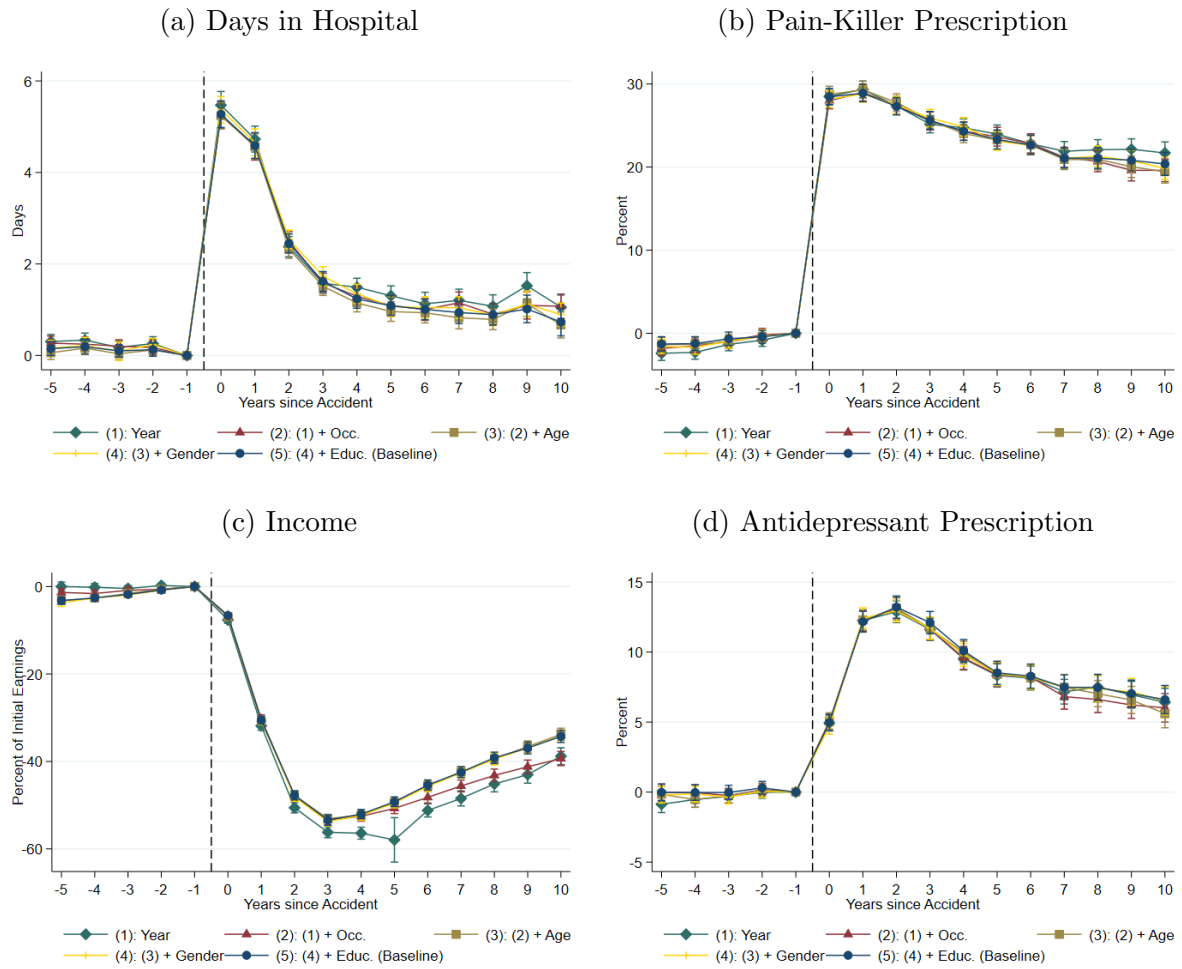 (a) Days in Hospital
6
4
2
0
Days
-5 -4 -3 -2 -1 0 1 2 3 4 5 6 7 8 9 10
Years since Accident
(1): Year (2): (1) + Occ. (3): (2) + Age
(4): (3) + Gender (5): (4) + Educ. (Baseline)
(b) Pain-Killer Prescription
30
20
10
0
Percent
-5 -4 -3 -2 -1 0 1 2 3 4 5 6 7 8 9 10
Years since Accident
(1): Year (2): (1) + Occ. (3): (2) + Age
(4): (3) + Gender (5): (4) + Educ. (Baseline)
(c) Income
0
-20
-40
-60
Percent of Initial Earnings
-5 -4 -3 -2 -1 0 1 2 3 4 5 6 7 8 9 10
Years since Accident
(1): Year (2): (1) + Occ. (3): (2) + Age
(4): (3) + Gender (5): (4) + Educ. (Baseline)
(d) Antidepressant Prescription
15
10
5
0
-5
Percent
-5 -4 -3 -2 -1 0 1 2 3 4 5 6 7 8 9 10
Years since Accident
(1): Year (2): (1) + Occ. (3): (2) + Age
(4): (3) + Gender (5): (4) + Educ. (Baseline)